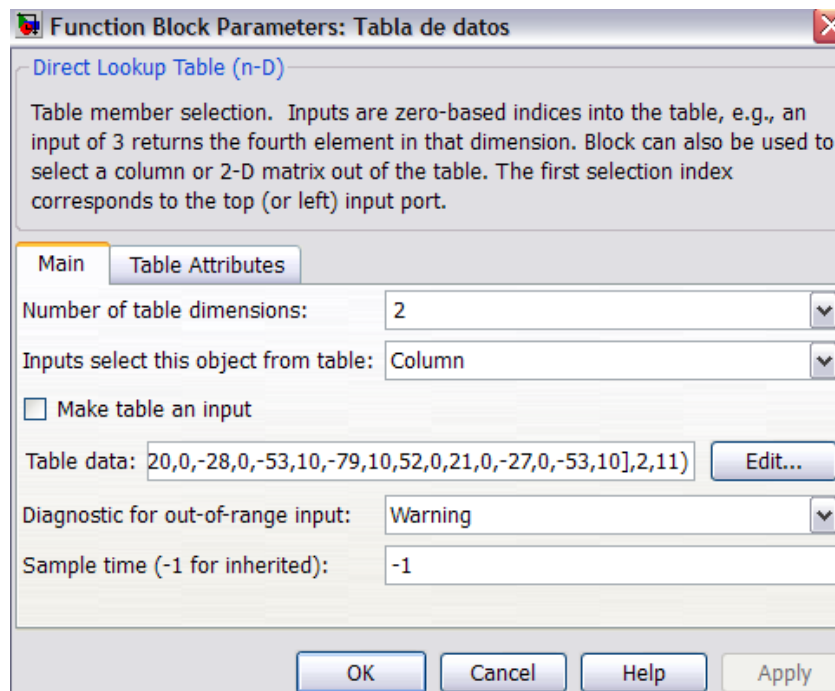 Function Block Parameters: Tabla de datos
Direct Lookup Table (n-D)
Table member selection.  Inputs are zero-based indices into the table, e.g., an
input of 3 returns the fourth element in that dimension. Block can also be used to
select a column or 2-D matrix out of the table. The first selection index
corresponds to the top (or left) input port.
Main Table Attributes
Number of table dimensions: 2
Inputs select this object from table: Column
Make table an input
Table data: 20,0,-28,0,-53,10,-79,10,52,0,21,0,-27,0,-53,10],2,11) Edit...
Diagnostic for out-of-range input: Warning
Sample time (-1 for inherited): -1
OK Cancel Help Apply